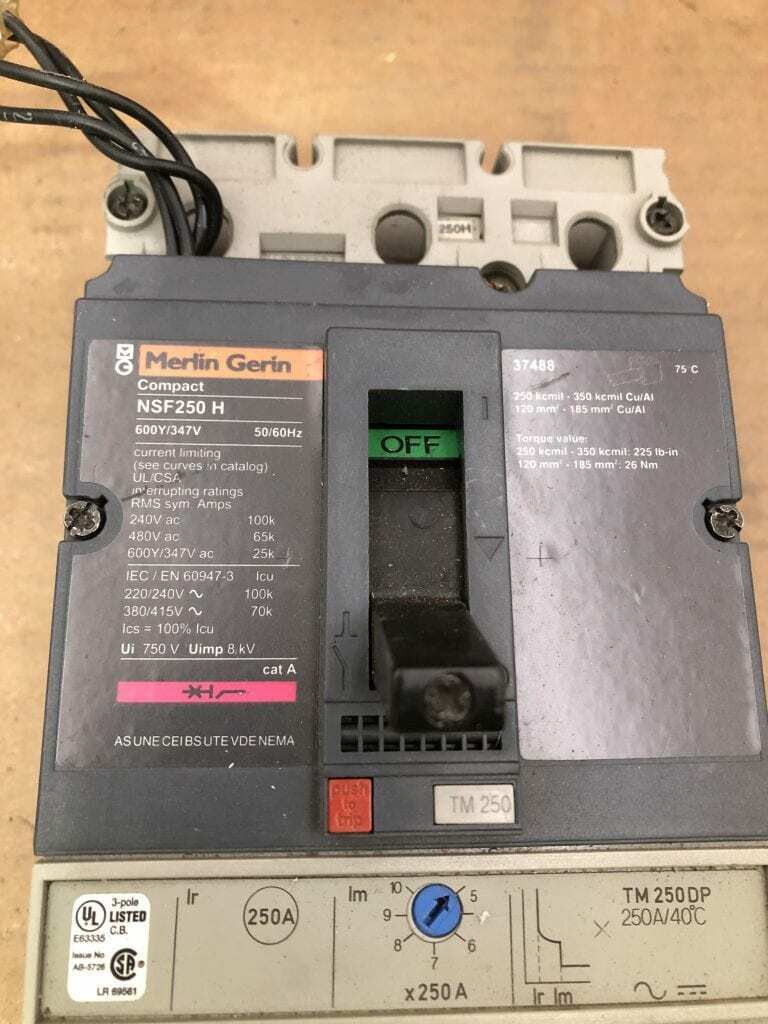 250H
Merlin Gerin
Compact
NSF250 H
600Y/347V 50/60Hz
current limiting
(see curves in catalog)
UL/CSA
interrupting ratings
RMS sym. Amps
240V ac 100k
480V ac 65k
600Y/347V ac 25k
IEC / EN 60947-3 Icu
220/240V ~ 100k
380/415V ~ 70k
Ics = 100% Icu
Ui 750 V Uimp 8 kV
cat A
AS UNE CEI BS UTE VDE NEMA
OFF
I
37488 75 C
250 kcmil - 350 kcmil Cu/Al
120 mm² - 185 mm² Cu/Al
Torque value:
250 kcmil - 350 kcmil: 225 lb-in
120 mm² - 185 mm²: 26 Nm
push
to
trip
TM 250
UL
3-pole
LISTED
C.B.
E63335
Issue No
AB-5726
SA
LR 69561
Ir
250A
Im
10
5
9
6
8
7
x 250 A
Ir Im
TM 250DP
250A/40°C